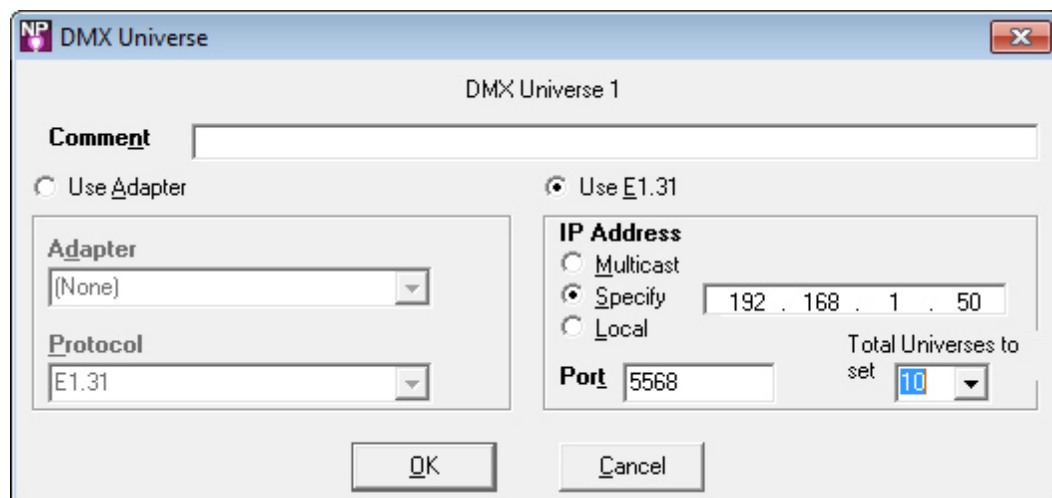 NP DMX Universe
DMX Universe 1
Comment
Use Adapter
Use E1.31
Adapter
(None)
Protocol
E1.31
IP Address
Multicast
Specify 192 . 168 . 1 . 50
Local
Port 5568
Total Universes to
set 10
OK Cancel